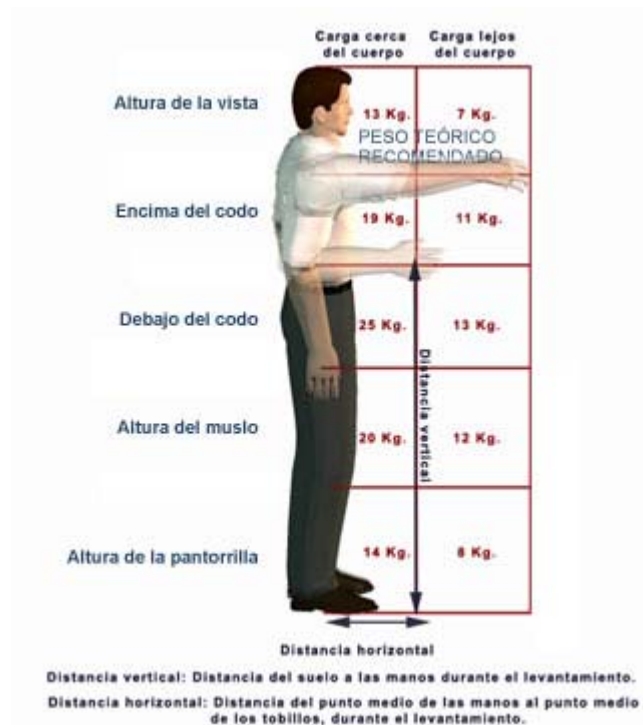 Carga cerca del cuerpo
Carga lejos del cuerpo
Altura de la vista
13 Kg.
7 Kg.
PESO TEÓRICO
RECOMENDADO
Encima del codo
19 Kg.
11 Kg.
Debajo del codo
25 Kg.
13 Kg.
Distancia vertical
Altura del muslo
20 Kg.
12 Kg.
Altura de la pantorrilla
14 Kg.
8 Kg.
Distancia horizontal
Distancia vertical: Distancia del suelo a las manos durante el levantamiento.
Distancia horizontal: Distancia del punto medio de las manos al punto medio
de los tobillos, durante el levantamiento.